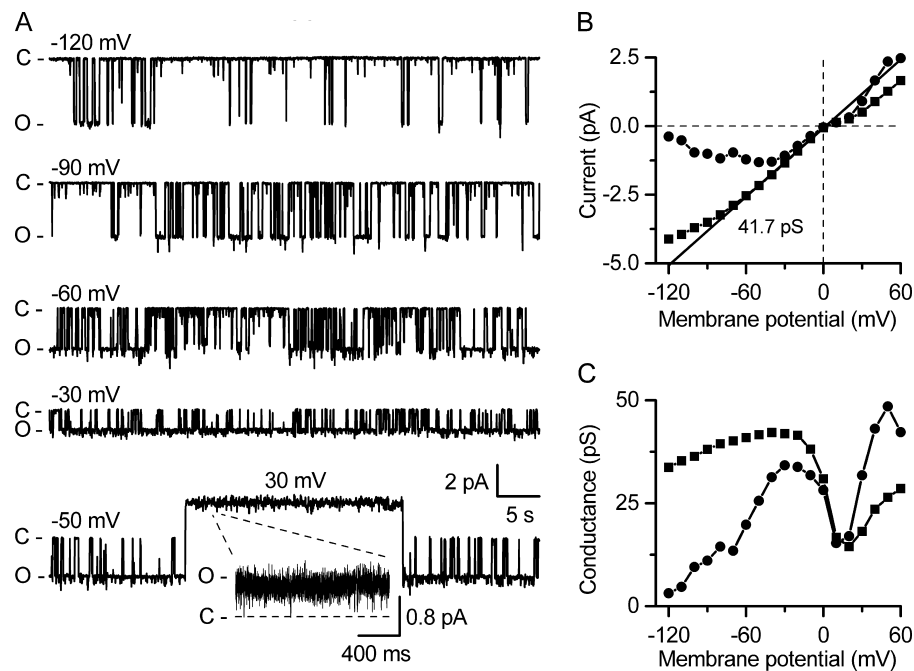 A
-120 mV
C -
O -
-90 mV
C -
O -
-60 mV
C -
O -
-30 mV
C -
O -
2 pA
5 s
30 mV
-50 mV
C -
O -
O -
C -
0.8 pA
400 ms
B
2.5
0.0
-2.5
-5.0
Current (pA)
41.7 pS
-120 -60 0 60
Membrane potential (mV)
C
50
25
0
Conductance (pS)
-120 -60 0 60
Membrane potential (mV)